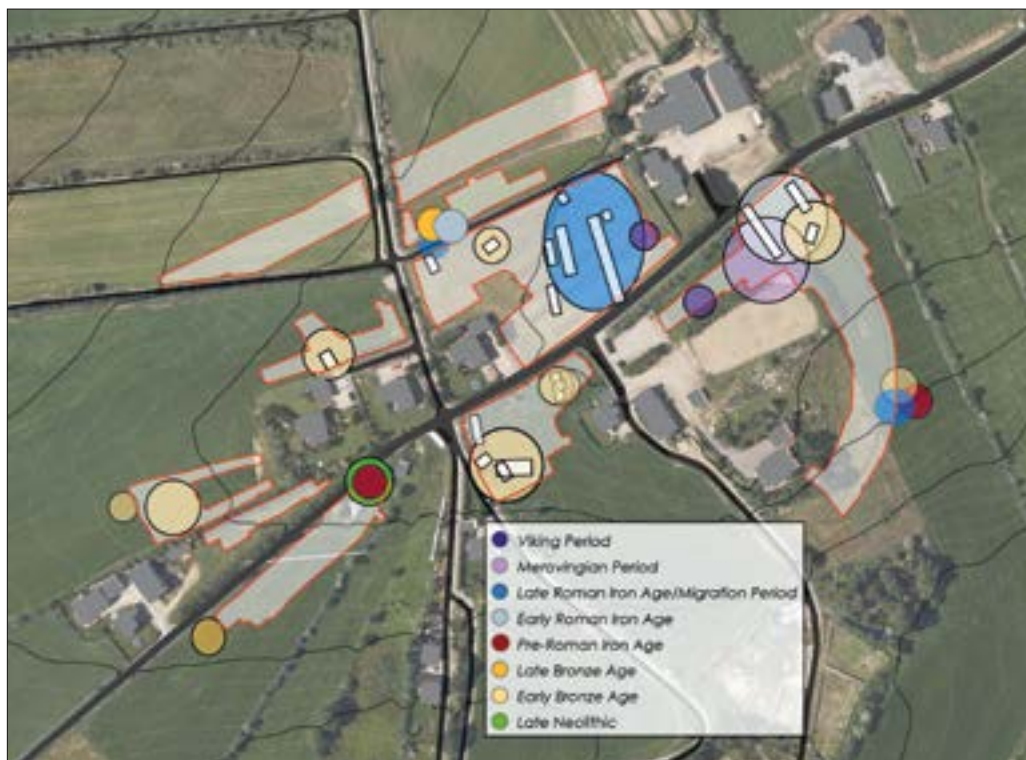 Viking Period
Merovingian Period
Late Roman Iron Age/Migration Period
Early Roman Iron Age
Pre-Roman Iron Age
Late Bronze Age
Early Bronze Age
Late Neolithic